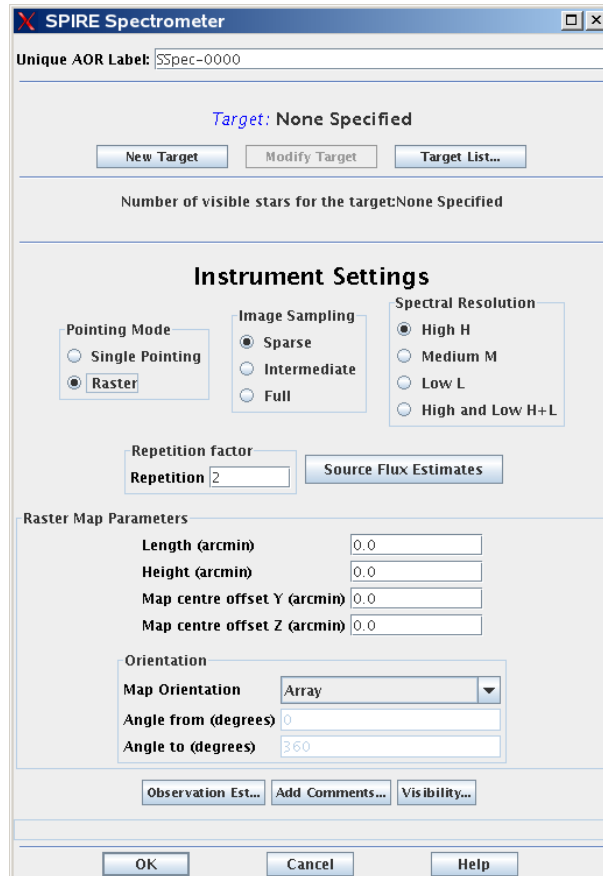 SPIRE Spectrometer
Unique AOR Label: SSpec-0000
Target: None Specified
New Target
Modify Target
Target List...
Number of visible stars for the target:None Specified
Instrument Settings
Pointing Mode
Single Pointing
Raster
Image Sampling
Sparse
Intermediate
Full
Spectral Resolution
High H
Medium M
Low L
High and Low H+L
Repetition factor
Repetition 2
Source Flux Estimates
Raster Map Parameters
Length (arcmin) 0.0
Height (arcmin) 0.0
Map centre offset Y (arcmin) 0.0
Map centre offset Z (arcmin) 0.0
Orientation
Map Orientation Array
Angle from (degrees) 0
Angle to (degrees) 360
Observation Est...
Add Comments...
Visibility...
OK
Cancel
Help